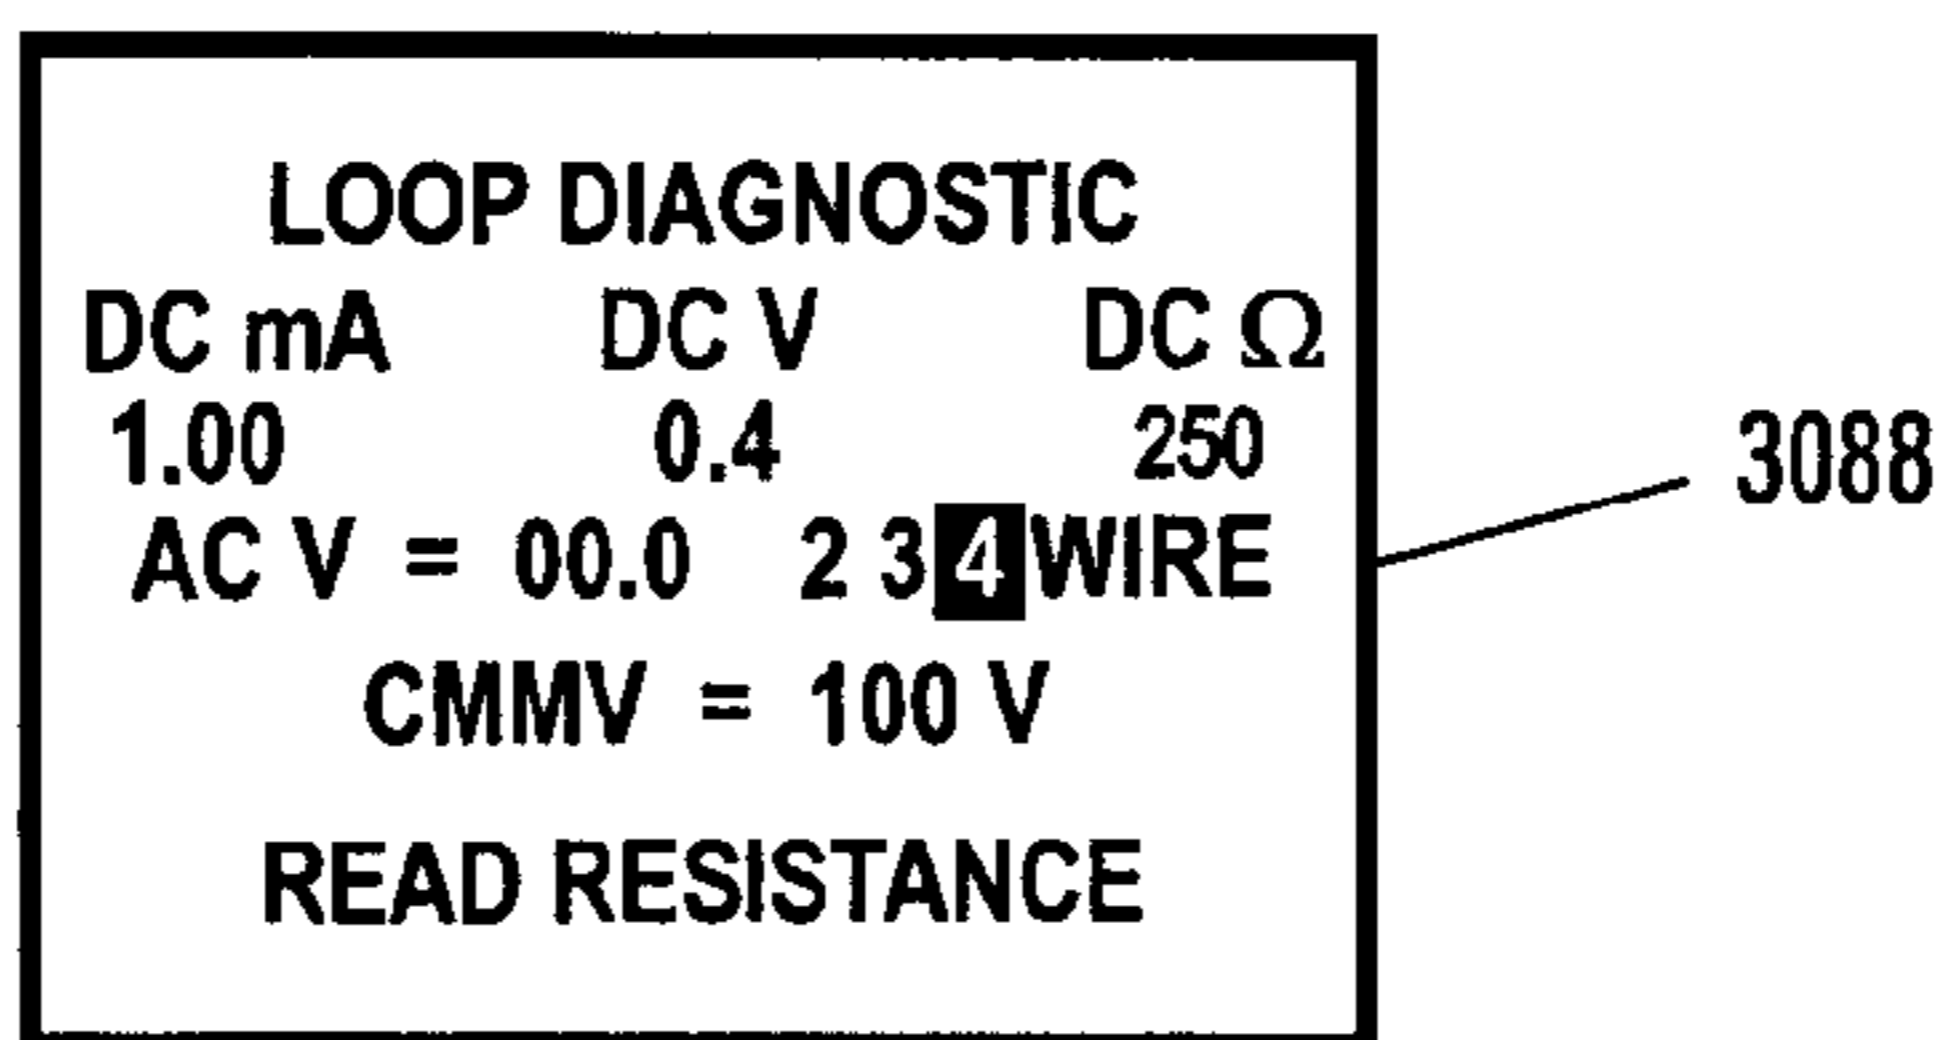 LOOP DIAGNOSTIC
DC mA DC V DC Ω
1.00 0.4 250
3088
AC V = 00.0 2 3 4 WIRE
CMMV = 100 V
READ RESISTANCE